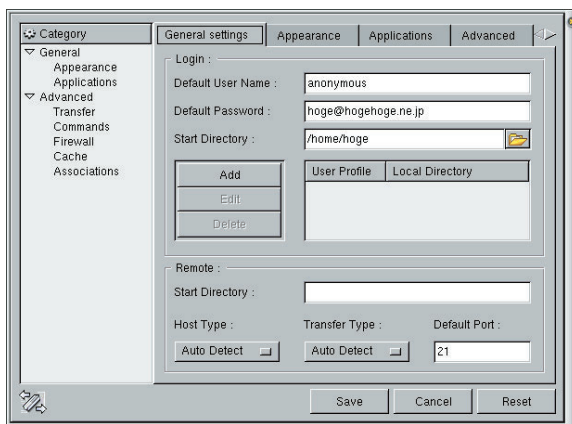 Category
General
Appearance
Applications
Advanced
Transfer
Commands
Firewall
Cache
Associations
General settings
Appearance
Applications
Advanced
Login :
Default User Name :
anonymous
Default Password :
hoge@hogehoge.ne.jp
Start Directory :
/home/hoge
Add
Edit
Delete
User Profile
Local Directory
Remote :
Start Directory :
Host Type :
Transfer Type :
Default Port :
Auto Detect
Auto Detect
21
Save
Cancel
Reset